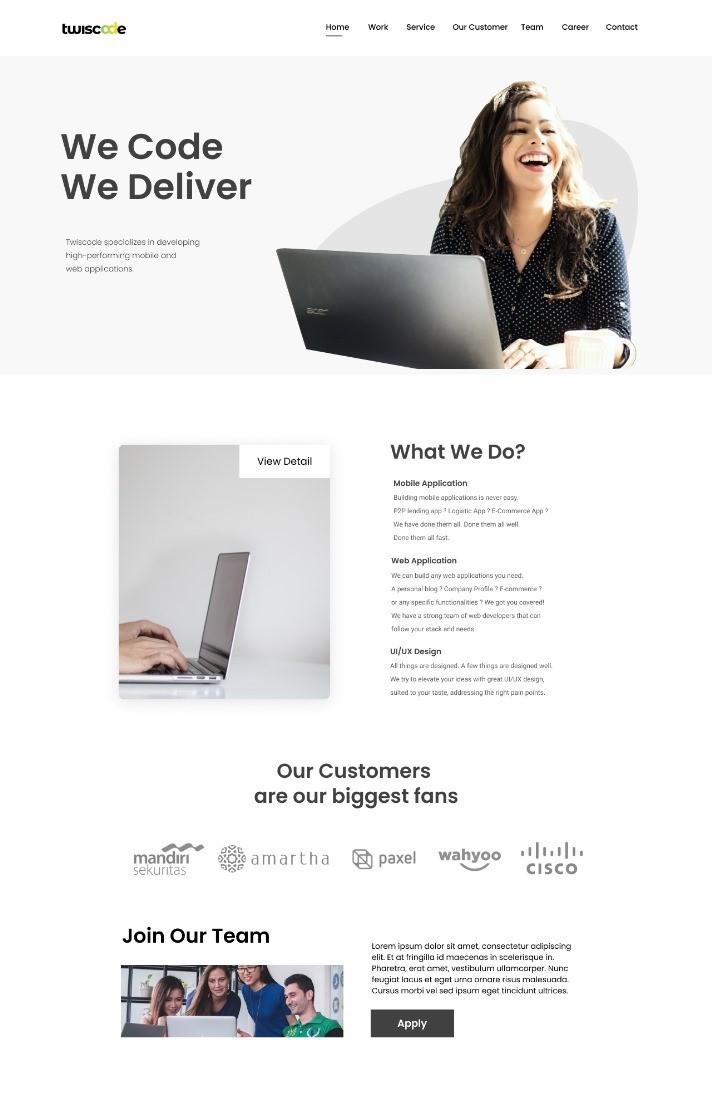 twiscode
Home Work Service Our Customer Team Career Contact
We Code
We Deliver
Twiscode specializes in developing
high-performing mobile and
web applications.
acer
View Detail
What We Do?
Mobile Application
Building mobile applications is never easy.
P2P lending app ? Logistic App ? E-Commerce App ?
We have done them all. Done them all well.
Done them all fast.
Web Application
We can build any web applications you need.
A personal blog ? Company Profile ? E-commerce ?
or any specific functionalities ? We got you covered!
We have a strong team of web developers that can
follow your stack and needs
UI/UX Design
All things are designed. A few things are designed well.
We try to elevate your ideas with great UI/UX design,
suited to your taste, addressing the right pain points.
Our Customers
are our biggest fans
mandiri
sekuritas
amartha
paxel
wahyoo
CISCO
Join Our Team
Lorem ipsum dolor sit amet, consectetur adipiscing
elit. Et at fringilla id maecenas in scelerisque in.
Pharetra, erat amet, vestibulum ullamcorper. Nunc
feugiat lacus et eget urna ornare risus malesuada.
Cursus morbi vel sed ipsum eget tincidunt ultrices.
Apply